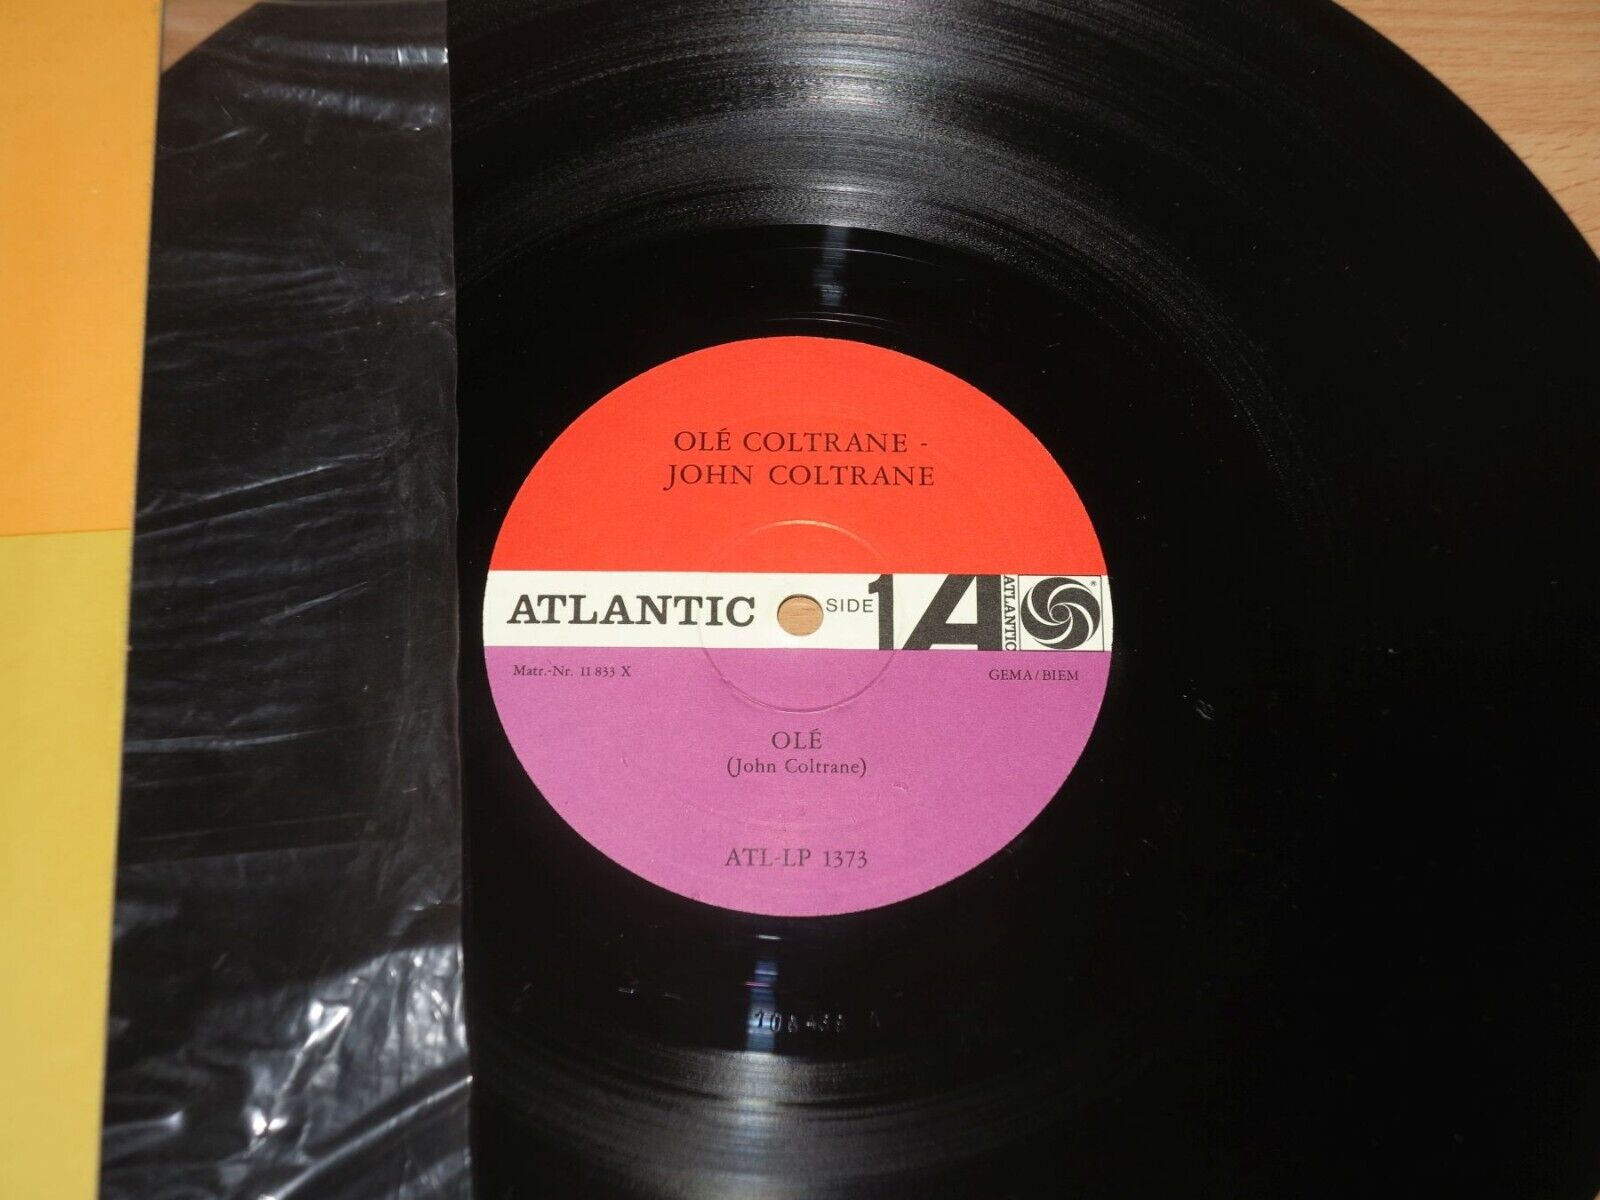 OLÉ COLTRANE -
JOHN COLTRANE
ATLANTIC SIDE 1 A ATLANTIC ®
Matr.-Nr. 11 833 X
GEMA/BIEM
OLÉ
(John Coltrane)
ATL-LP 1373